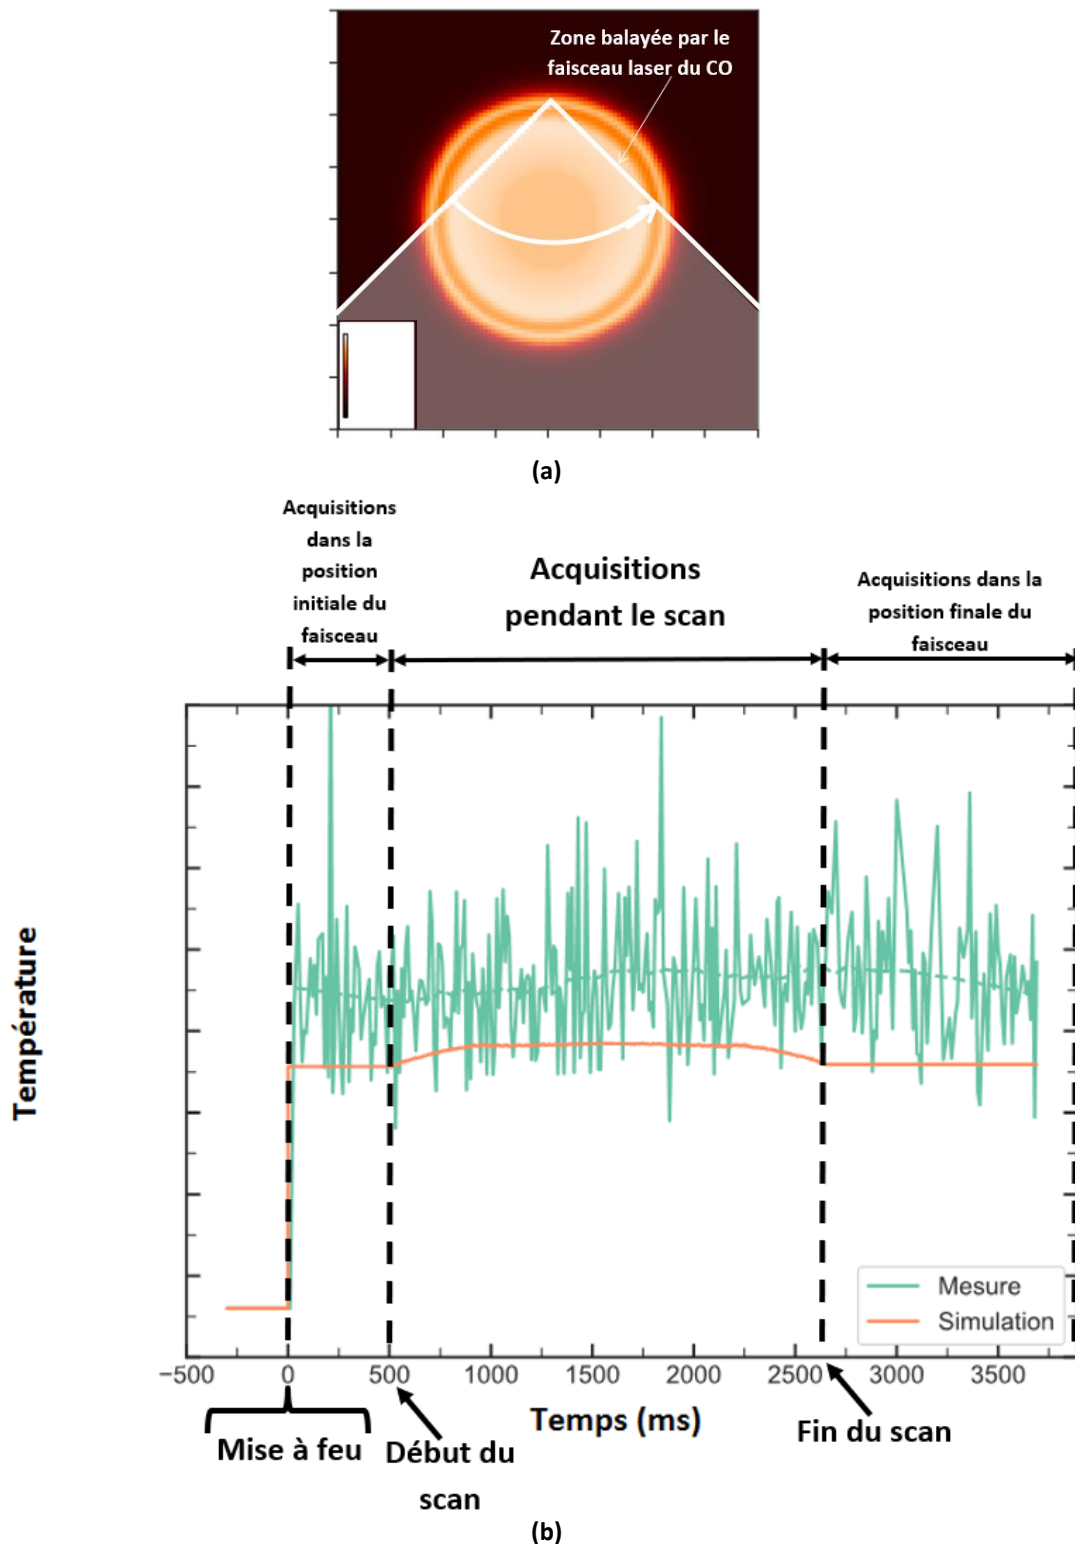 Zone balayée par le
faisceau laser du CO
(a)
Acquisitions
dans la
position
initiale du
faisceau
Acquisitions
pendant le scan
Acquisitions dans la
position finale du
faisceau
Température
Mesure
Simulation
−500 0 500 1000 1500 2000 2500 3000 3500
Temps (ms)
Mise à feu
Début du
scan
Fin du scan
(b)